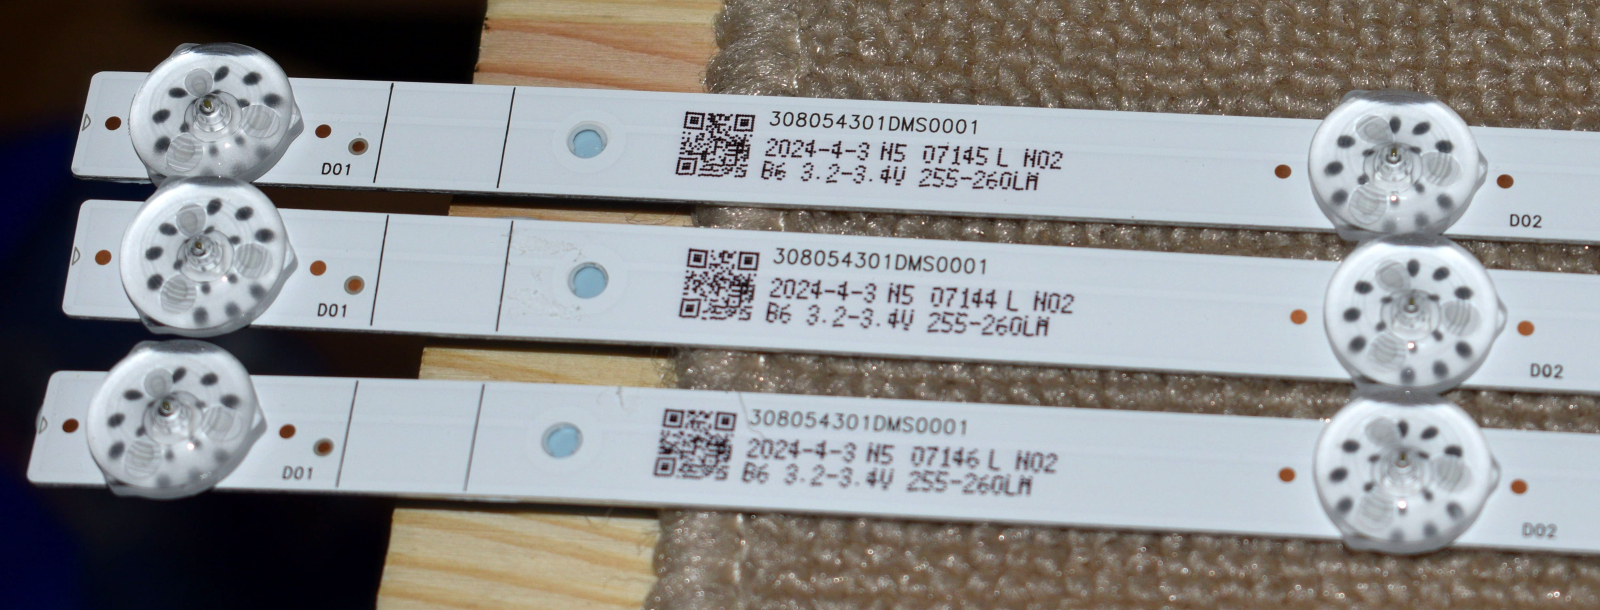 308054301DMS0001
2024-4-3 N5 07145 L N02
B6 3.2-3.4V 255-260LM
D01
D02
308054301DMS0001
2024-4-3 N5 07144 L N02
B6 3.2-3.4V 255-260LM
D01
D02
308054301DMS0001
2024-4-3 N5 07146 L N02
B6 3.2-3.4V 255-260LM
D01
D02